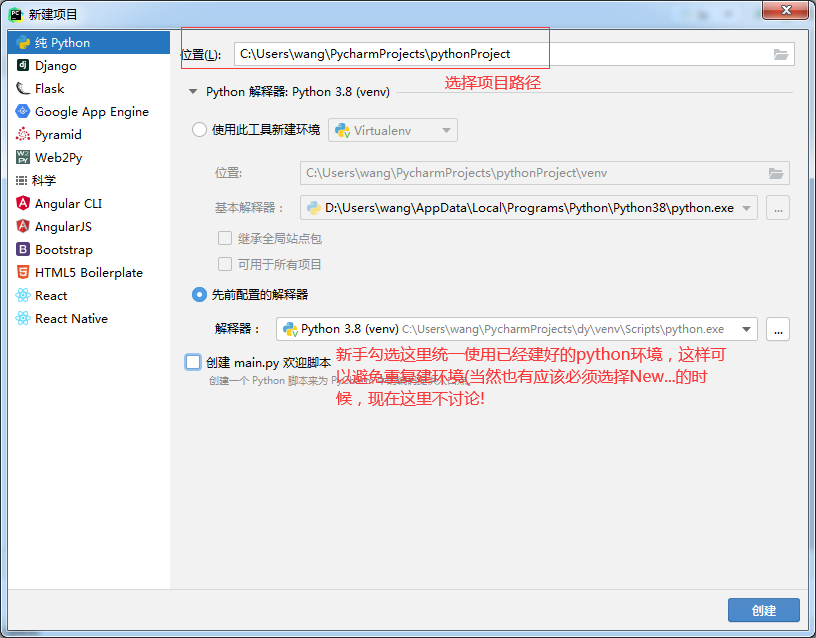 PC 新建项目
纯 Python
Django
Flask
Google App Engine
Pyramid
Web2Py
科学
Angular CLI
AngularJS
Bootstrap
HTML5 Boilerplate
React
React Native
位置(L): C:\Users\wang\PycharmProjects\pythonProject
选择项目路径
Python 解释器: Python 3.8 (venv)
使用此工具新建环境 Virtualenv
位置: C:\Users\wang\PycharmProjects\pythonProject\venv
基本解释器： D:\Users\wang\AppData\Local\Programs\Python\Python38\python.exe ...
继承全局站点包
可用于所有项目
先前配置的解释器
解释器： Python 3.8 (venv) C:\Users\wang\PycharmProjects\dy\venv\Scripts\python.exe ...
创建 main.py 欢迎脚本
创建一个 Python 脚本来为
新手勾选这里统一使用已经建好的python环境，这样可
以避免重复建环境(当然也有应该必须选择New...的时
候，现在这里不讨论!
创建